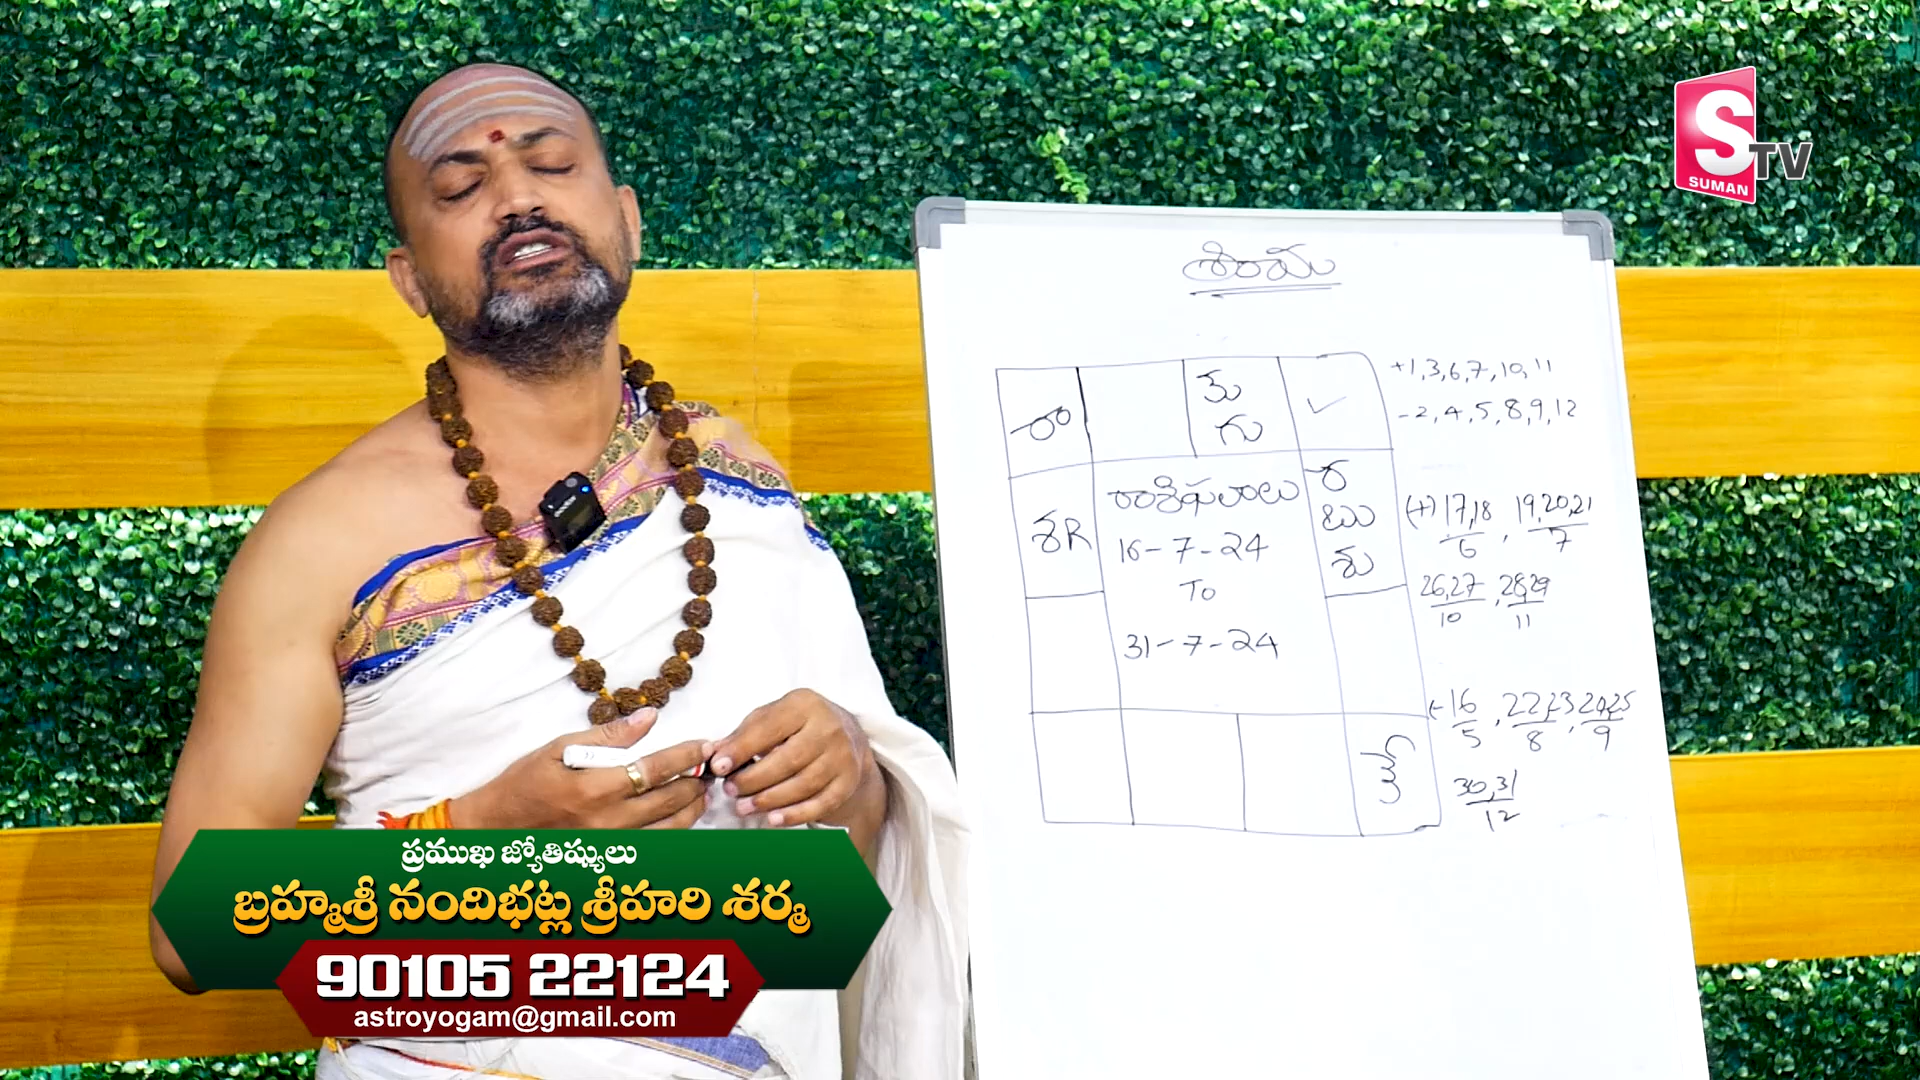 S
TV
SUMAN
శ్రీరామ
+1,3,6,7,10,11
కు
గు
✓
-2,4,5,8,9,12
రా
ర
రాశిఫలాలు
(+) 17,18 , 19,20,21
6 7
శR
బు
16-7-24
శు
To
26,27 , 28,29
10 11
31-7-24
(-16 , 22,23, 24,25
5 8 9
కే
30,31
12
ప్రముఖ జ్యోతిష్యులు
బ్రహ్మశ్రీ నందిభట్ల శ్రీహరి శర్మ
90105 22124
astroyogam@gmail.com